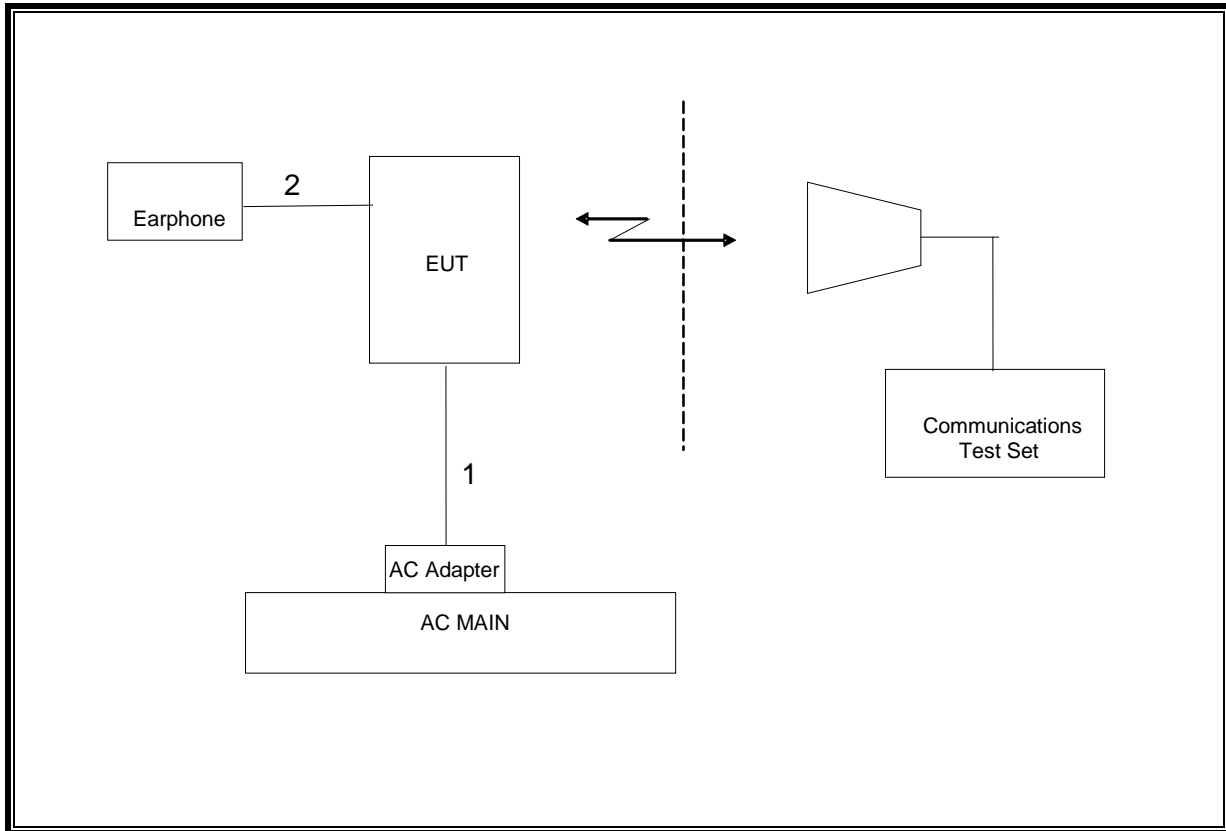 2
Earphone
EUT
Communications
Test Set
1
AC Adapter
AC MAIN